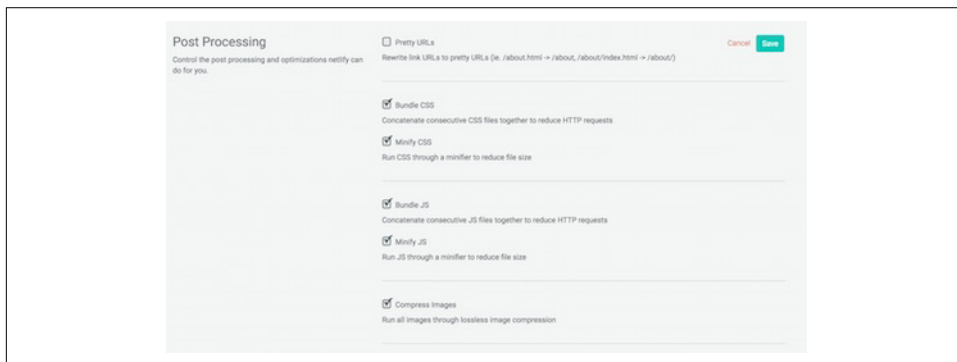 Post Processing
Control the post processing and optimizations netlify can
do for you.
Pretty URLs
Cancel
Save
Rewrite link URLs to pretty URLs (ie. /about.html -> /about, /about/index.html -> /about/)
Bundle CSS
Concatenate consecutive CSS files together to reduce HTTP requests
Minify CSS
Run CSS through a minifier to reduce file size
Bundle JS
Concatenate consecutive JS files together to reduce HTTP requests
Minify JS
Run JS through a minifier to reduce file size
Compress Images
Run all images through lossless image compression